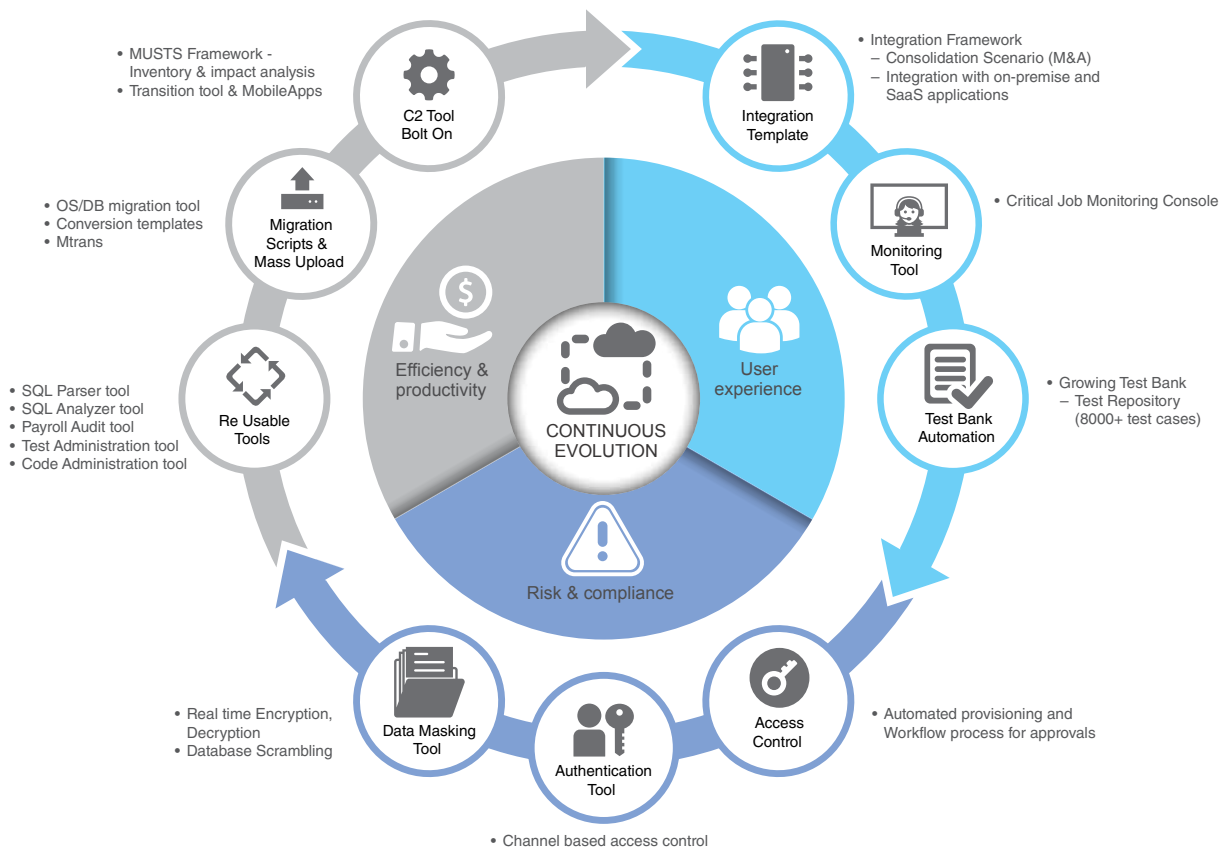 • MUSTS Framework -
Inventory & impact analysis
• Transition tool & MobileApps
C2 Tool
Bolt On
Integration
Template
• Integration Framework
– Consolidation Scenario (M&A)
– Integration with on-premise and
SaaS applications
• OS/DB migration tool
• Conversion templates
• Mtrans
Migration
Scripts &
Mass Upload
Monitoring
Tool
• Critical Job Monitoring Console
$
Efficiency &
productivity
User
experience
CONTINUOUS
EVOLUTION
Risk & compliance
• SQL Parser tool
• SQL Analyzer tool
• Payroll Audit tool
• Test Administration tool
• Code Administration tool
Re Usable
Tools
Test Bank
Automation
• Growing Test Bank
– Test Repository
(8000+ test cases)
• Real time Encryption,
Decryption
• Database Scrambling
Data Masking
Tool
Authentication
Tool
Access
Control
• Automated provisioning and
Workflow process for approvals
• Channel based access control